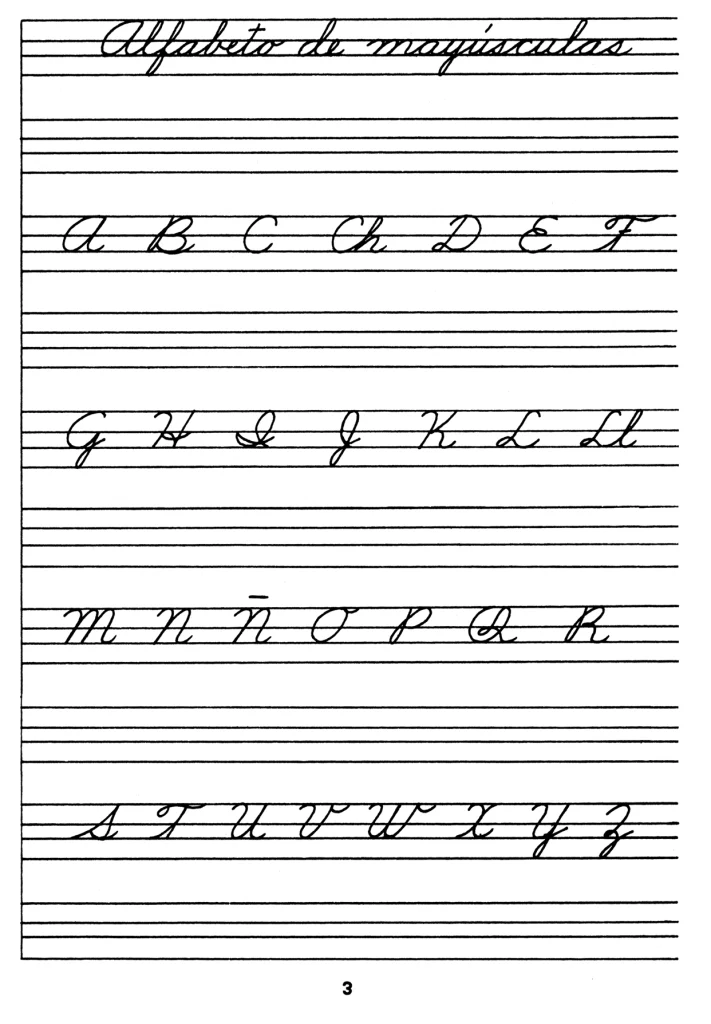 Alfabeto de mayúsculas
A B C Ch D E F
G H I J K L Ll
M N Ñ O P Q R
S T U V W X Y Z
3